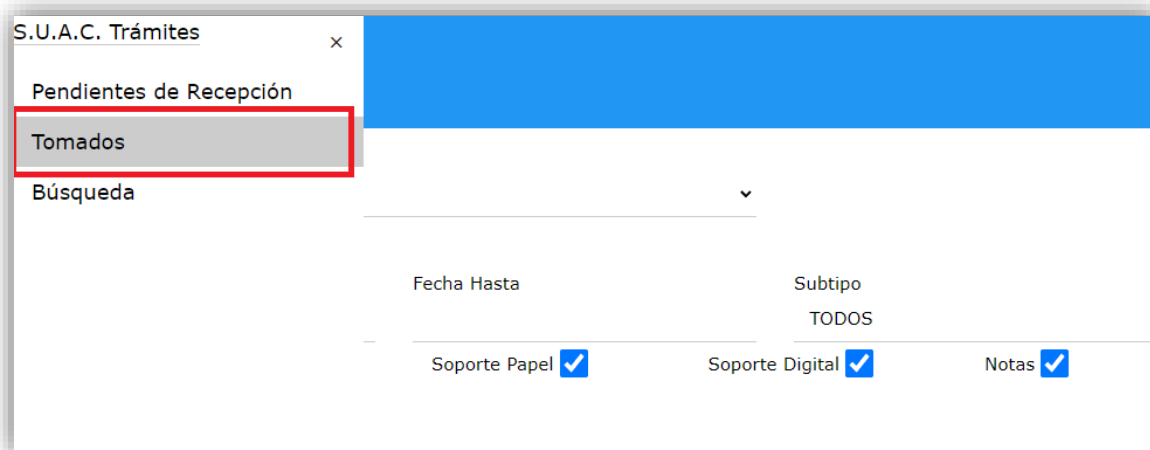 S.U.A.C. Trámites
×
Pendientes de Recepción
Tomados
Búsqueda
Fecha Hasta
Subtipo
TODOS
Soporte Papel
Soporte Digital
Notas